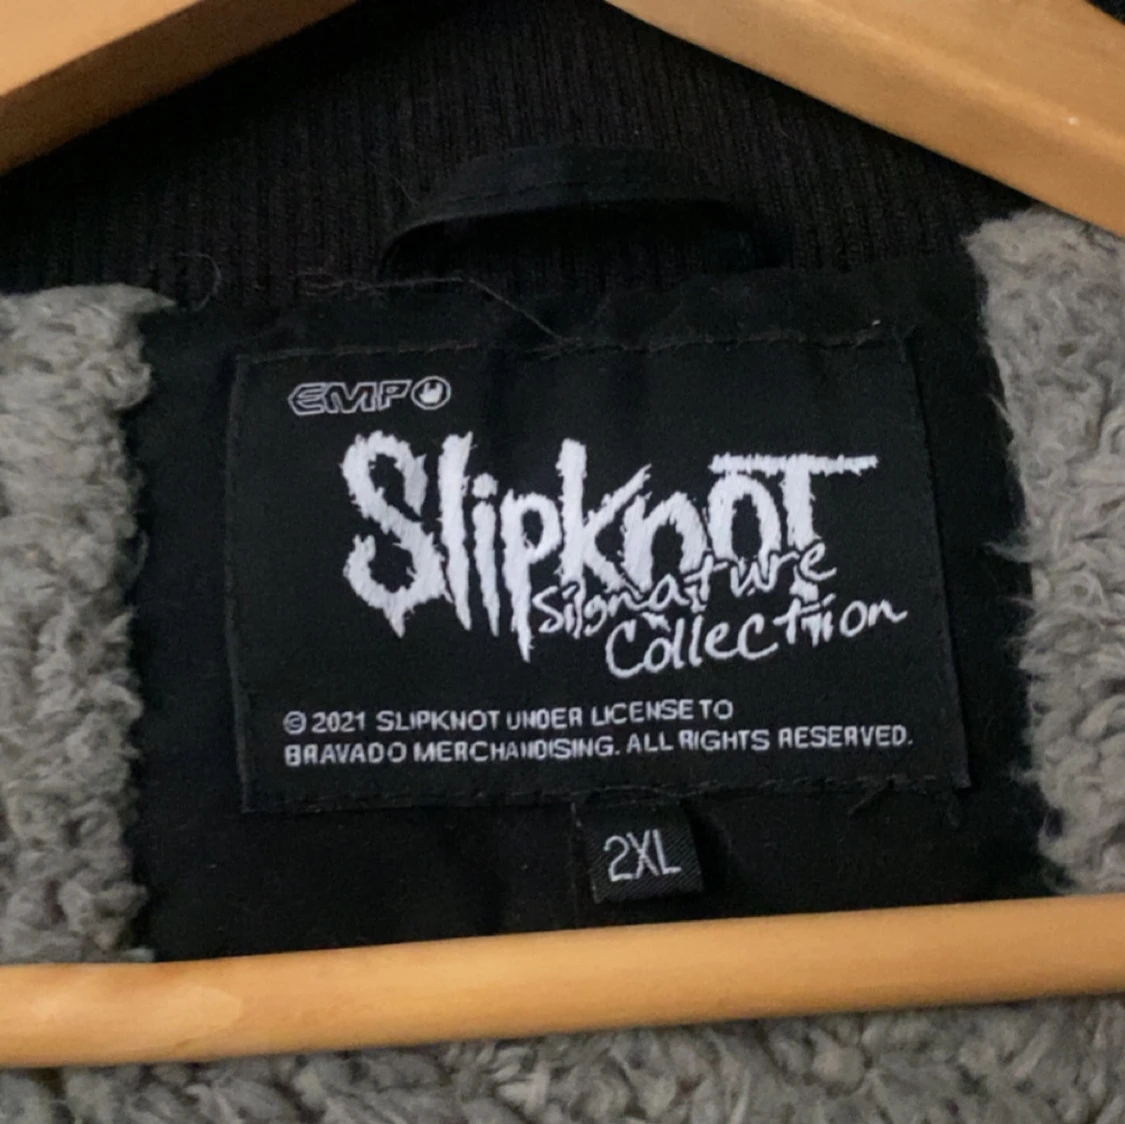 EMP
SlipknoT
Signature
Collection
© 2021 SLIPKNOT UNDER LICENSE TO
BRAVADO MERCHANDISING. ALL RIGHTS RESERVED.
2XL